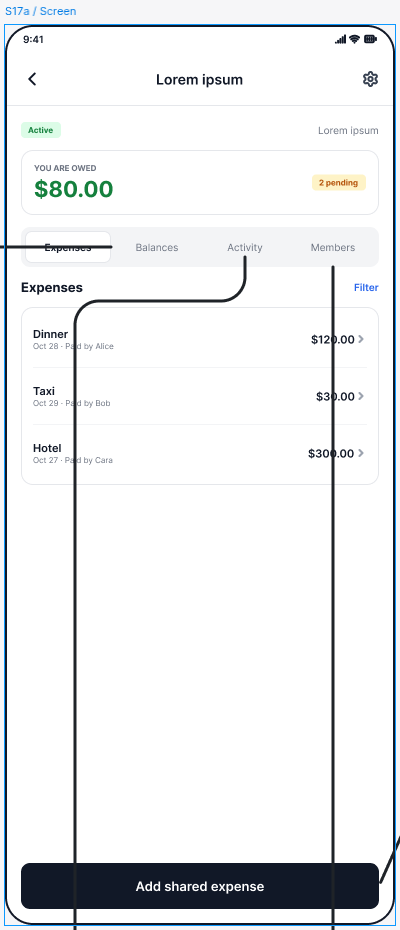 S17a / Screen
9:41
Lorem ipsum
Active
Lorem ipsum
YOU ARE OWED
$80.00
2 pending
Expenses Balances Activity Members
Expenses
Filter
Dinner
$120.00
Oct 28 · Paid by Alice
Taxi
$30.00
Oct 29 · Paid by Bob
Hotel
$300.00
Oct 27 · Paid by Cara
Add shared expense